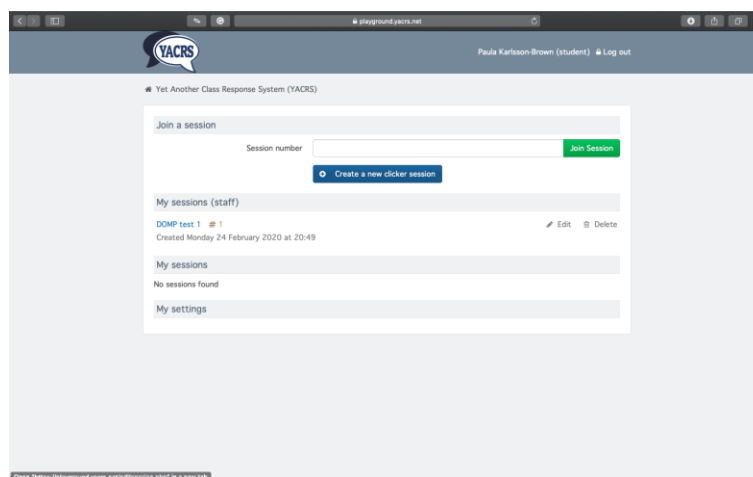 playground.yacrs.net
YACRS
Paula Karlsson-Brown (student) Log out
Yet Another Class Response System (YACRS)
Join a session
Session number
Join Session
Create a new clicker session
My sessions (staff)
DOMP test 1 # 1
Edit Delete
Created Monday 24 February 2020 at 20:49
My sessions
No sessions found
My settings